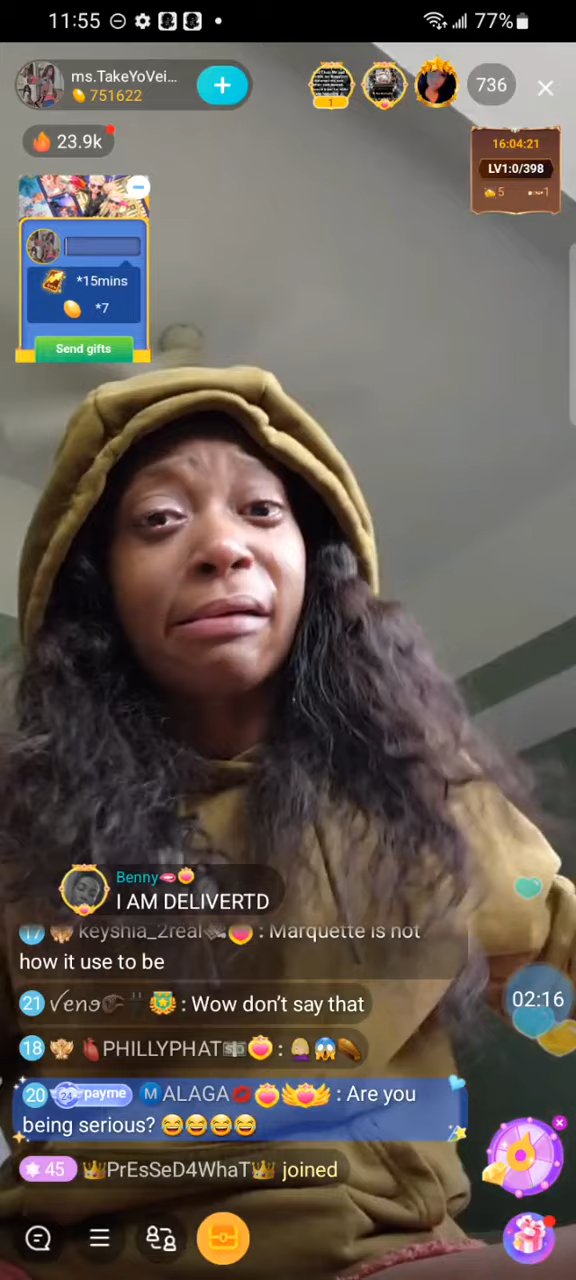 11:55
77%
ms.TakeYoVei...
751622
1
736
23.9k
16:04:21
LV1:0/398
5
1
*15mins
*7
Send gifts
Benny
I AM DELIVERTD
17 keyshia_2real : Marquette is not
how it use to be
21 Veno : Wow don't say that
18 PHILLYPHAT :
20 24 payme M ALAGA : Are you
being serious? 😂😂😂😂
02:16
45 PrEsSeD4WhaT joined